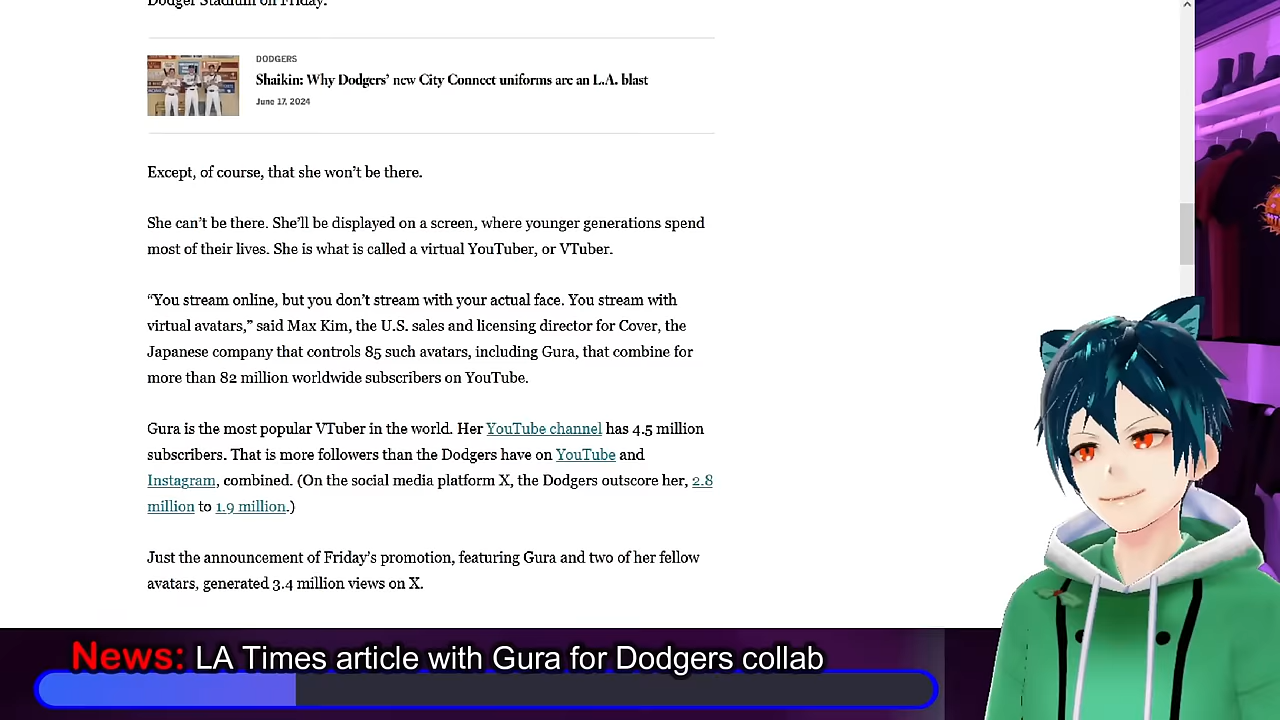 Dodger Stadium on Friday.
DODGERS
Shaikin: Why Dodgers’ new City Connect uniforms are an L.A. blast
June 17, 2024
Except, of course, that she won’t be there.
She can’t be there. She’ll be displayed on a screen, where younger generations spend
most of their lives. She is what is called a virtual YouTuber, or VTuber.
“You stream online, but you don’t stream with your actual face. You stream with
virtual avatars,” said Max Kim, the U.S. sales and licensing director for Cover, the
Japanese company that controls 85 such avatars, including Gura, that combine for
more than 82 million worldwide subscribers on YouTube.
Gura is the most popular VTuber in the world. Her YouTube channel has 4.5 million
subscribers. That is more followers than the Dodgers have on YouTube and
Instagram, combined. (On the social media platform X, the Dodgers outscore her, 2.8
million to 1.9 million.)
Just the announcement of Friday’s promotion, featuring Gura and two of her fellow
avatars, generated 3.4 million views on X.
News: LA Times article with Gura for Dodgers collab